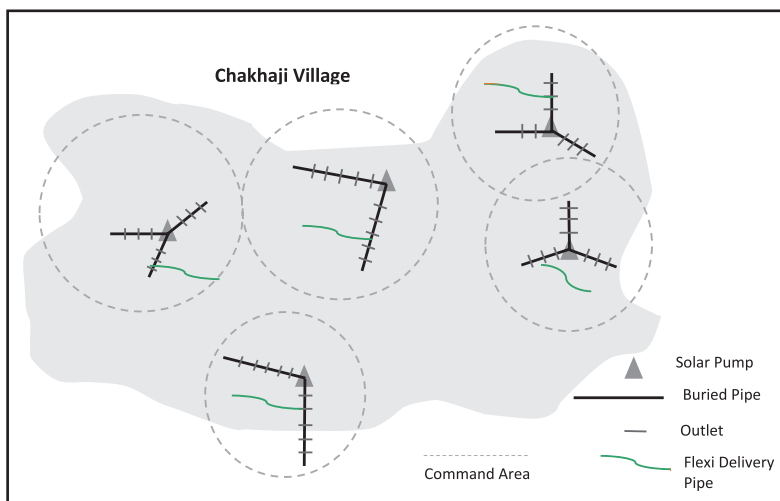 Chakhaji Village
Solar Pump
Buried Pipe
Outlet
Flexi Delivery
Pipe
Command Area